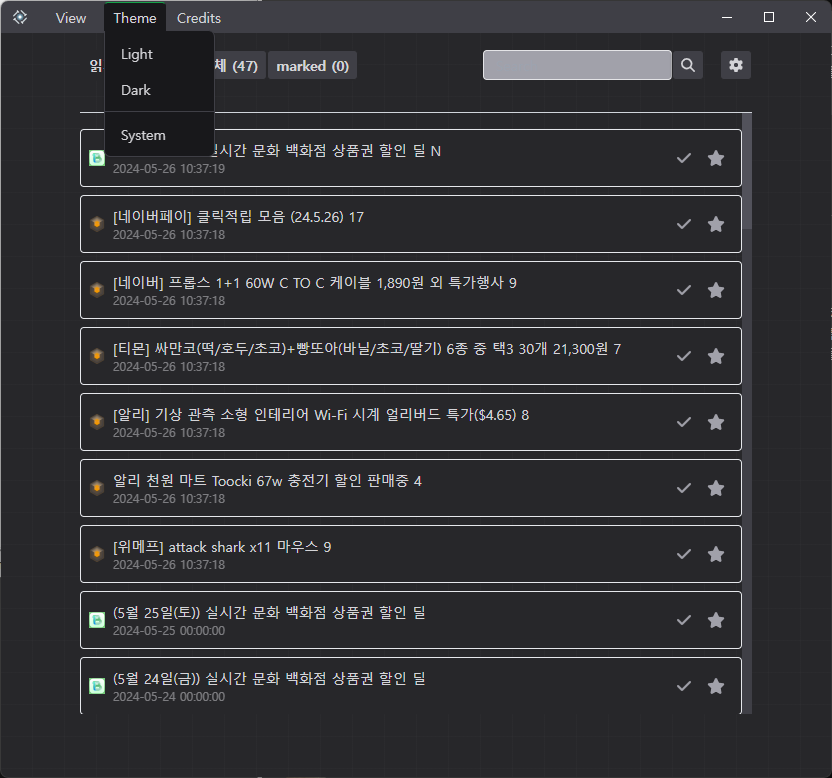 View Theme Credits
Light
Dark
System
읽
체 (47) marked (0)
실시간 문화 백화점 상품권 할인 딜 N
2024-05-26 10:37:19
[네이버페이] 클릭적립 모음 (24.5.26) 17
2024-05-26 10:37:18
[네이버] 프롭스 1+1 60W C TO C 케이블 1,890원 외 특가행사 9
2024-05-26 10:37:18
[티몬] 싸만코(떡/호두/초코)+빵또아(바닐/초코/딸기) 6종 중 택3 30개 21,300원 7
2024-05-26 10:37:18
[알리] 기상 관측 소형 인테리어 Wi-Fi 시계 얼리버드 특가($4.65) 8
2024-05-26 10:37:18
알리 천원 마트 Toocki 67w 충전기 할인 판매중 4
2024-05-26 10:37:18
[위메프] attack shark x11 마우스 9
2024-05-26 10:37:18
(5월 25일(토)) 실시간 문화 백화점 상품권 할인 딜
2024-05-25 00:00:00
(5월 24일(금)) 실시간 문화 백화점 상품권 할인 딜
2024-05-24 00:00:00